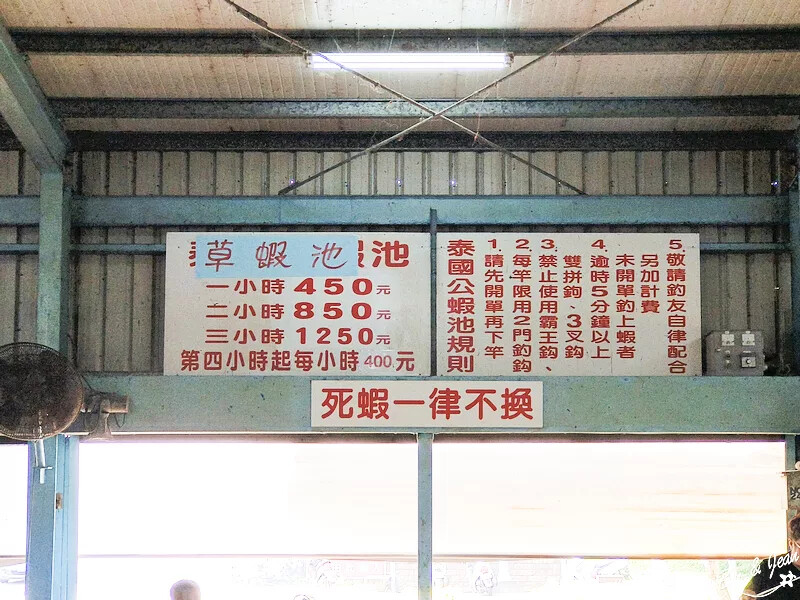 草蝦池
池
一小時450元
二小時850元
三小時1250元
第四小時起每小時400元
泰國公蝦池規則
1.請先開單再下竿
2.每竿限用2門釣鈎
3.禁止使用霸王鈎、
雙拼鉤、3叉鈎
4.逾時5分鐘以上
未開單釣上蝦者
另加計費
5.敬請釣友自律配合
死蝦一律不換
& Jean